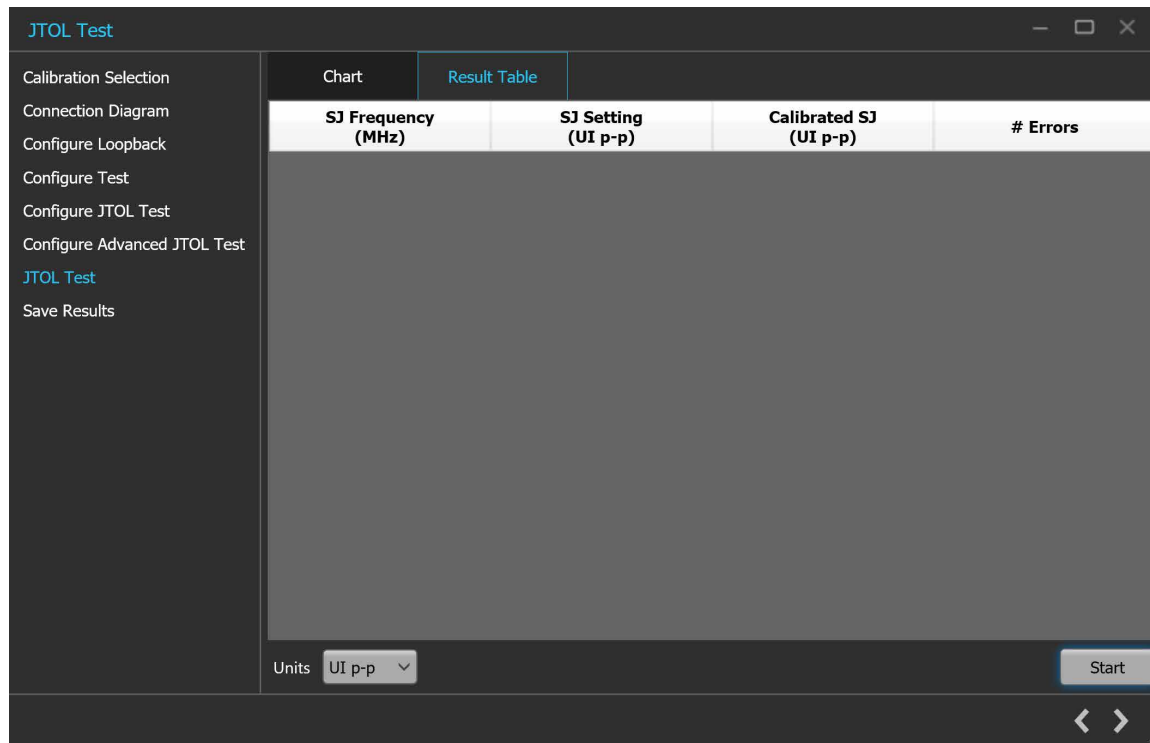 JTOL Test
Calibration Selection
Connection Diagram
Configure Loopback
Configure Test
Configure JTOL Test
Configure Advanced JTOL Test
JTOL Test
Save Results
Chart
Result Table
SJ Frequency
(MHz)
SJ Setting
(UI p-p)
Calibrated SJ
(UI p-p)
# Errors
Units
UI p-p
Start